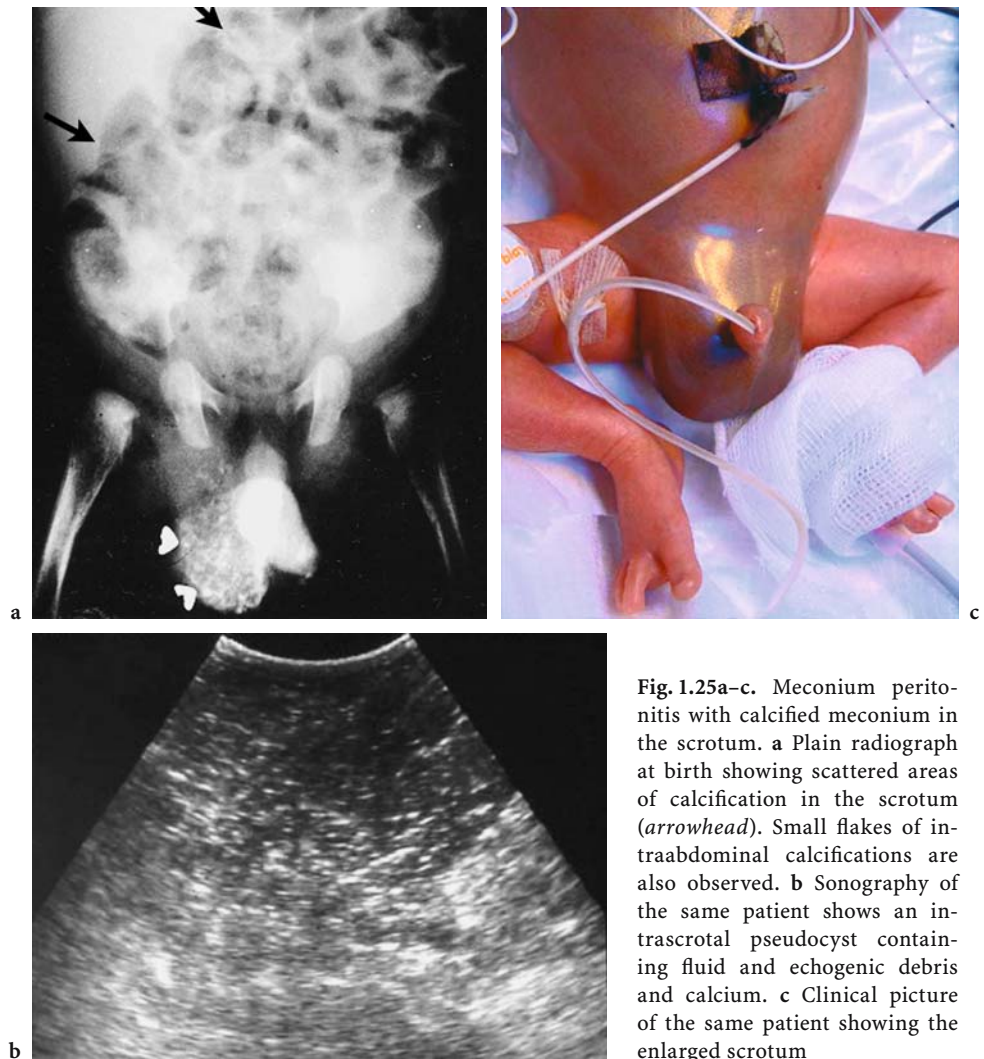 a
c
b
Fig. 1.25a–c. Meconium perito-
nitis with calcified meconium in
the scrotum. a Plain radiograph
at birth showing scattered areas
of calcification in the scrotum
(arrowhead). Small flakes of in-
traabdominal calcifications are
also observed. b Sonography of
the same patient shows an in-
trascrotal pseudocyst contain-
ing fluid and echogenic debris
and calcium. c Clinical picture
of the same patient showing the
enlarged scrotum